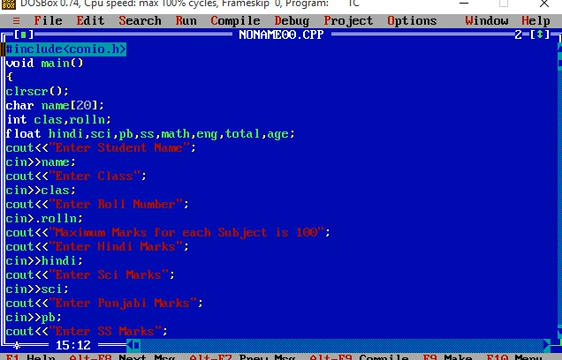 DOSBox 0.74, Cpu speed: max 100% cycles, Frameskip 0, Program: TC
≡ File Edit Search Run Compile Debug Project Options Window Help
[■] NONAME00.CPP 2=[↕]
#include<conio.h>
void main()
{
clrscr();
char name[20];
int clas,rolln;
float hindi,sci,pb,ss,math,eng,total,age;
cout<<"Enter Student Name";
cin>>name;
cout<<"Enter Class";
cin>>clas;
cout<<"Enter Roll Number";
cin>.rolln;
cout<<"Maximum Marks for each Subject is 100";
cout<<"Enter Hindi Marks";
cin>>hindi;
cout<<"Enter Sci Marks";
cin>>sci;
cout<<"Enter Punjabi Marks";
cin>>pb;
cout<<"Enter SS Marks";
15:12
F1 Help Alt-F8 Next Msg Alt-F7 Prev Msg Alt-F9 Compile F9 Make F10 Menu